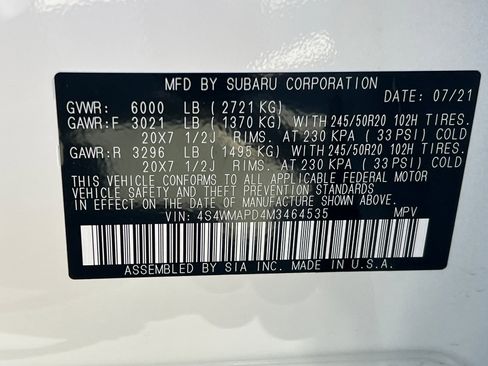 MFD BY SUBARU CORPORATION
DATE: 07/21
GVWR: 6000 LB (2721 KG)
GAWR:F 3021 LB (1370 KG) WITH 245/50R20 102H TIRES.
20X7 1/2J RIMS. AT 230 KPA (33 PSI) COLD
GAWR:R 3296 LB (1495 KG) WITH 245/50R20 102H TIRES.
20X7 1/2J RIMS. AT 230 KPA (33 PSI) COLD
THIS VEHICLE CONFORMS TO ALL APPLICABLE FEDERAL MOTOR
VEHICLE SAFETY AND THEFT PREVENTION STANDARDS
IN EFFECT ON THE DATE OF MANUFACTURE SHOWN ABOVE.
VIN: 4S4WMAPD4M3464535 MPV
ASSEMBLED BY SIA INC. MADE IN U.S.A.